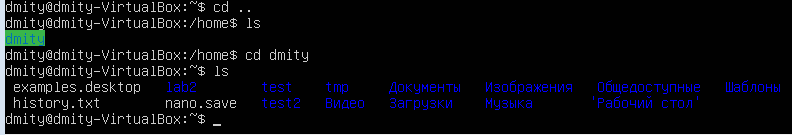 dmity@dmity-VirtualBox:~$ cd ..
dmity@dmity-VirtualBox:/home$ ls
dmity
dmity@dmity-VirtualBox:/home$ cd dmity
dmity@dmity-VirtualBox:~$ ls
examples.desktop lab2 test tmp Документы Изображения Общедоступные Шаблоны
history.txt nano.save test2 Видео Загрузки Музыка 'Рабочий стол'
dmity@dmity-VirtualBox:~$ _